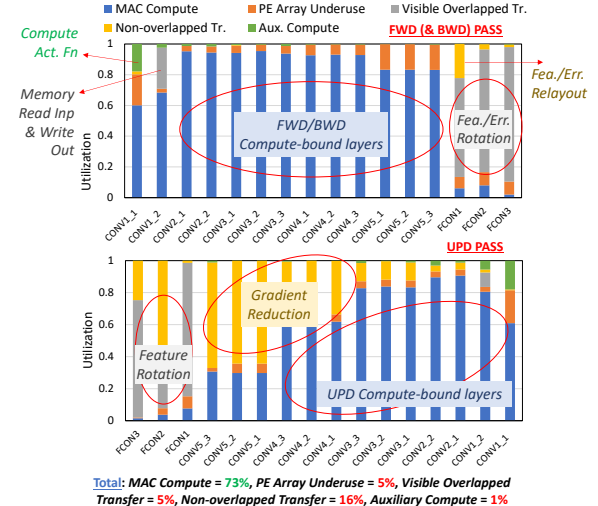 MAC Compute PE Array Underuse Visible Overlapped Tr.
Non-overlapped Tr. Aux. Compute FWD (& BWD) PASS
Compute
Act. Fn
Memory
Read Inp
& Write
Out
Utilization
1
0.8
0.6
0.4
0.2
0
FWD/BWD
Compute-bound layers
Fea./Err.
Relayout
Fea./Err.
Rotation
CONV1_1
CONV1_2
CONV2_1
CONV2_2
CONV3_1
CONV3_2
CONV3_3
CONV4_1
CONV4_2
CONV4_3
CONV5_1
CONV5_2
CONV5_3
FCON1
FCON2
FCON3
UPD PASS
Utilization
1
0.8
0.6
0.4
0.2
0
Gradient
Reduction
Feature
Rotation
UPD Compute-bound layers
FCON3
FCON2
FCON1
CONV5_3
CONV5_2
CONV5_1
CONV4_3
CONV4_2
CONV4_1
CONV3_3
CONV3_2
CONV3_1
CONV2_2
CONV2_1
CONV1_2
CONV1_1
Total: MAC Compute = 73%, PE Array Underuse = 5%, Visible Overlapped
Transfer = 5%, Non-overlapped Transfer = 16%, Auxiliary Compute = 1%